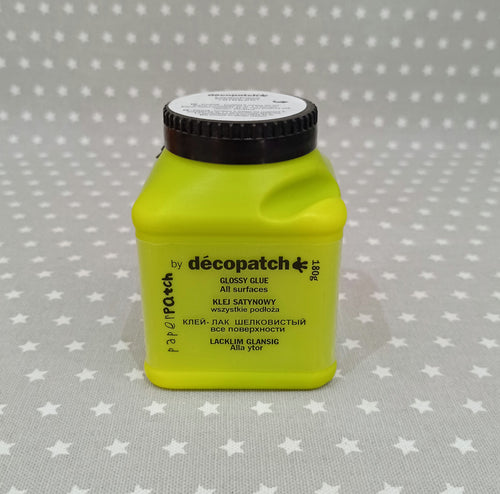 décopatch
paperpatch
by décopatch
180g
GLOSSY GLUE
All surfaces
KLEJ SATYNOWY
wszystkie podłoża
КЛЕЙ- ЛАК ШЕЛКОВИСТЫЙ
все поверхности
LACKLIM GLANSIG
Alla ytor